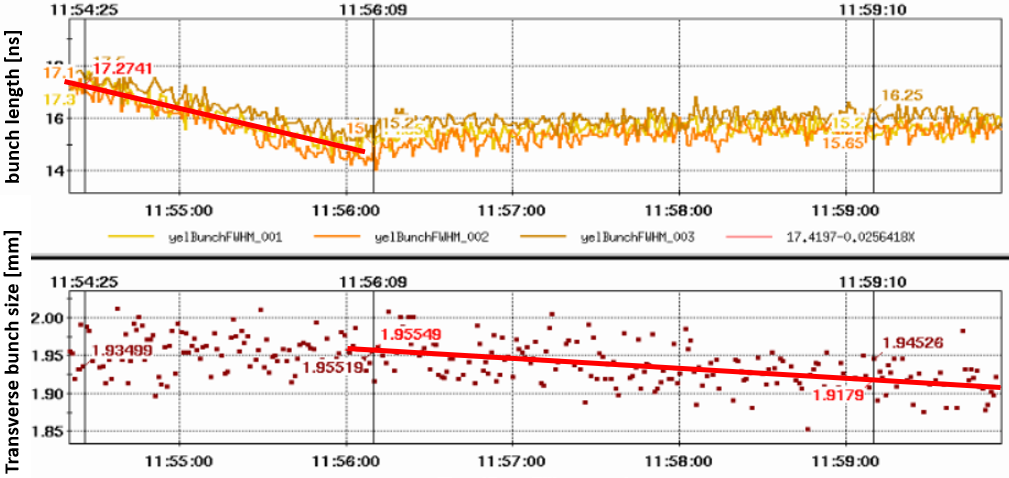 11:54:25 11:56:09 11:59:10
bunch length [ns]
18
17.1 17.2741
17.3
16.25
16
15.2
15.65
14
11:55:00 11:56:00 11:57:00 11:58:00 11:59:00
yelBunchFWHM_001 yelBunchFWHM_002 yelBunchFWHM_003 17.4197-0.0256418X
11:54:25 11:56:09 11:59:10
Transverse bunch size [mm]
2.00
1.95549
1.94526
1.93499
1.95
1.95519
1.90
1.9179
1.85
11:55:00 11:56:00 11:57:00 11:58:00 11:59:00